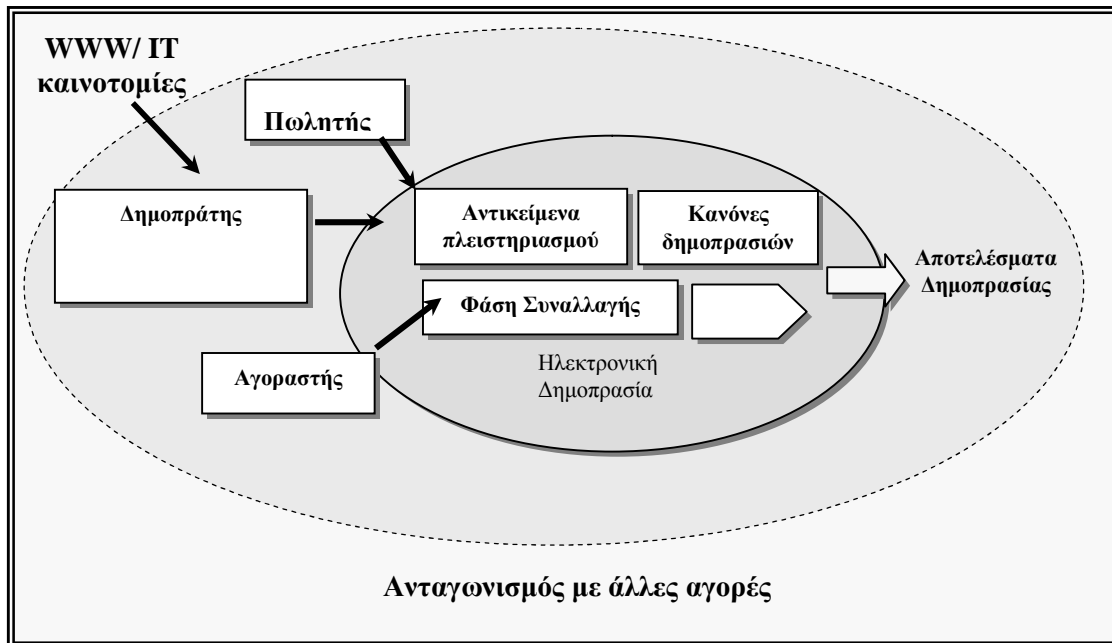 WWW/ IT
καινοτομίες
Πωλητής
Δημοπράτης
Αντικείμενα
πλειστηριασμού
Κανόνες
δημοπρασιών
Αποτελέσματα
Δημοπρασίας
Φάση Συναλλαγής
Αγοραστής
Ηλεκτρονική
Δημοπρασία
Ανταγωνισμός με άλλες αγορές